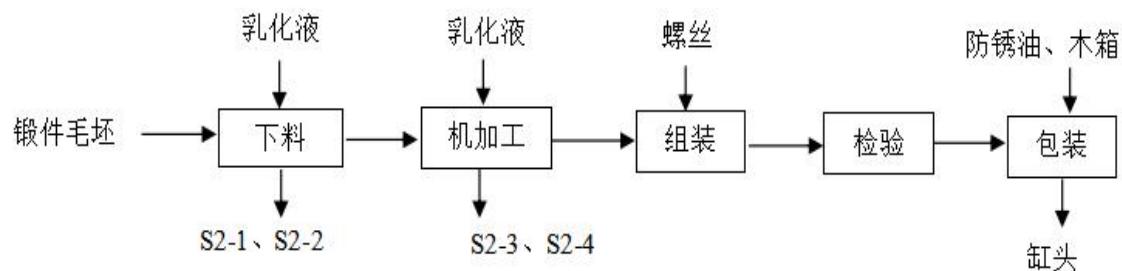 乳化液
乳化液
螺丝
防锈油、木箱
锻件毛坯
下料
机加工
组装
检验
包装
S2-1、S2-2
S2-3、S2-4
缸头